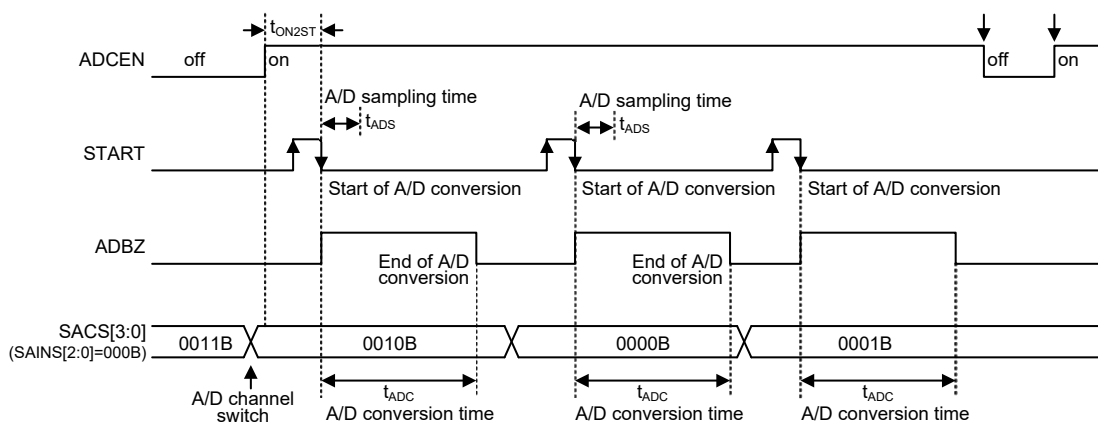 tON2ST
ADCEN
off
on
off
on
A/D sampling time
tADS
A/D sampling time
tADS
START
Start of A/D conversion
Start of A/D conversion
Start of A/D conversion
ADBZ
End of A/D
conversion
End of A/D
conversion
SACS[3:0]
(SAINS[2:0]=000B)
0011B
0010B
0000B
0001B
A/D channel
switch
tADC
A/D conversion time
tADC
A/D conversion time
tADC
A/D conversion time